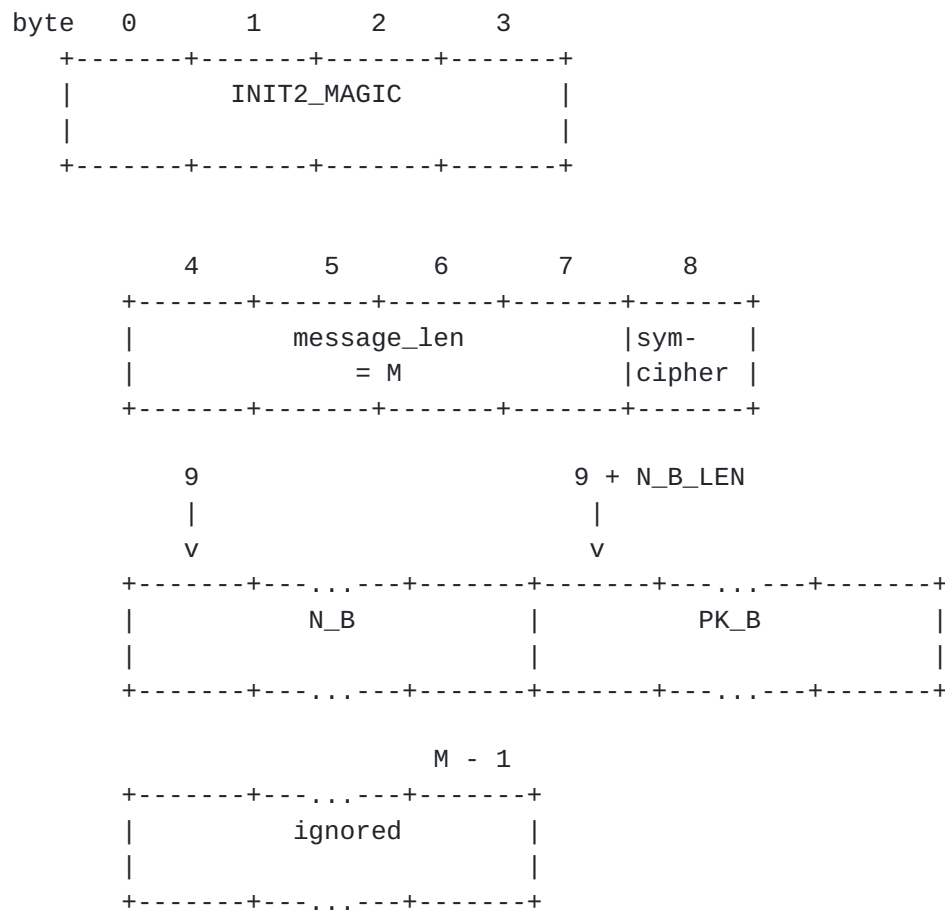 byte 0 1 2 3
+-------+-------+-------+-------+
| INIT2_MAGIC |
| |
+-------+-------+-------+-------+
4 5 6 7 8
+-------+-------+-------+-------+-------+
| message_len |sym- |
| = M |cipher |
+-------+-------+-------+-------+-------+
9 9 + N_B_LEN
| |
v v
+-------+---...---+-------+-------+---...---+-------+
| N_B | PK_B |
| | |
+-------+---...---+-------+-------+---...---+-------+
M - 1
+-------+---...---+-------+
| ignored |
| |
+-------+---...---+-------+